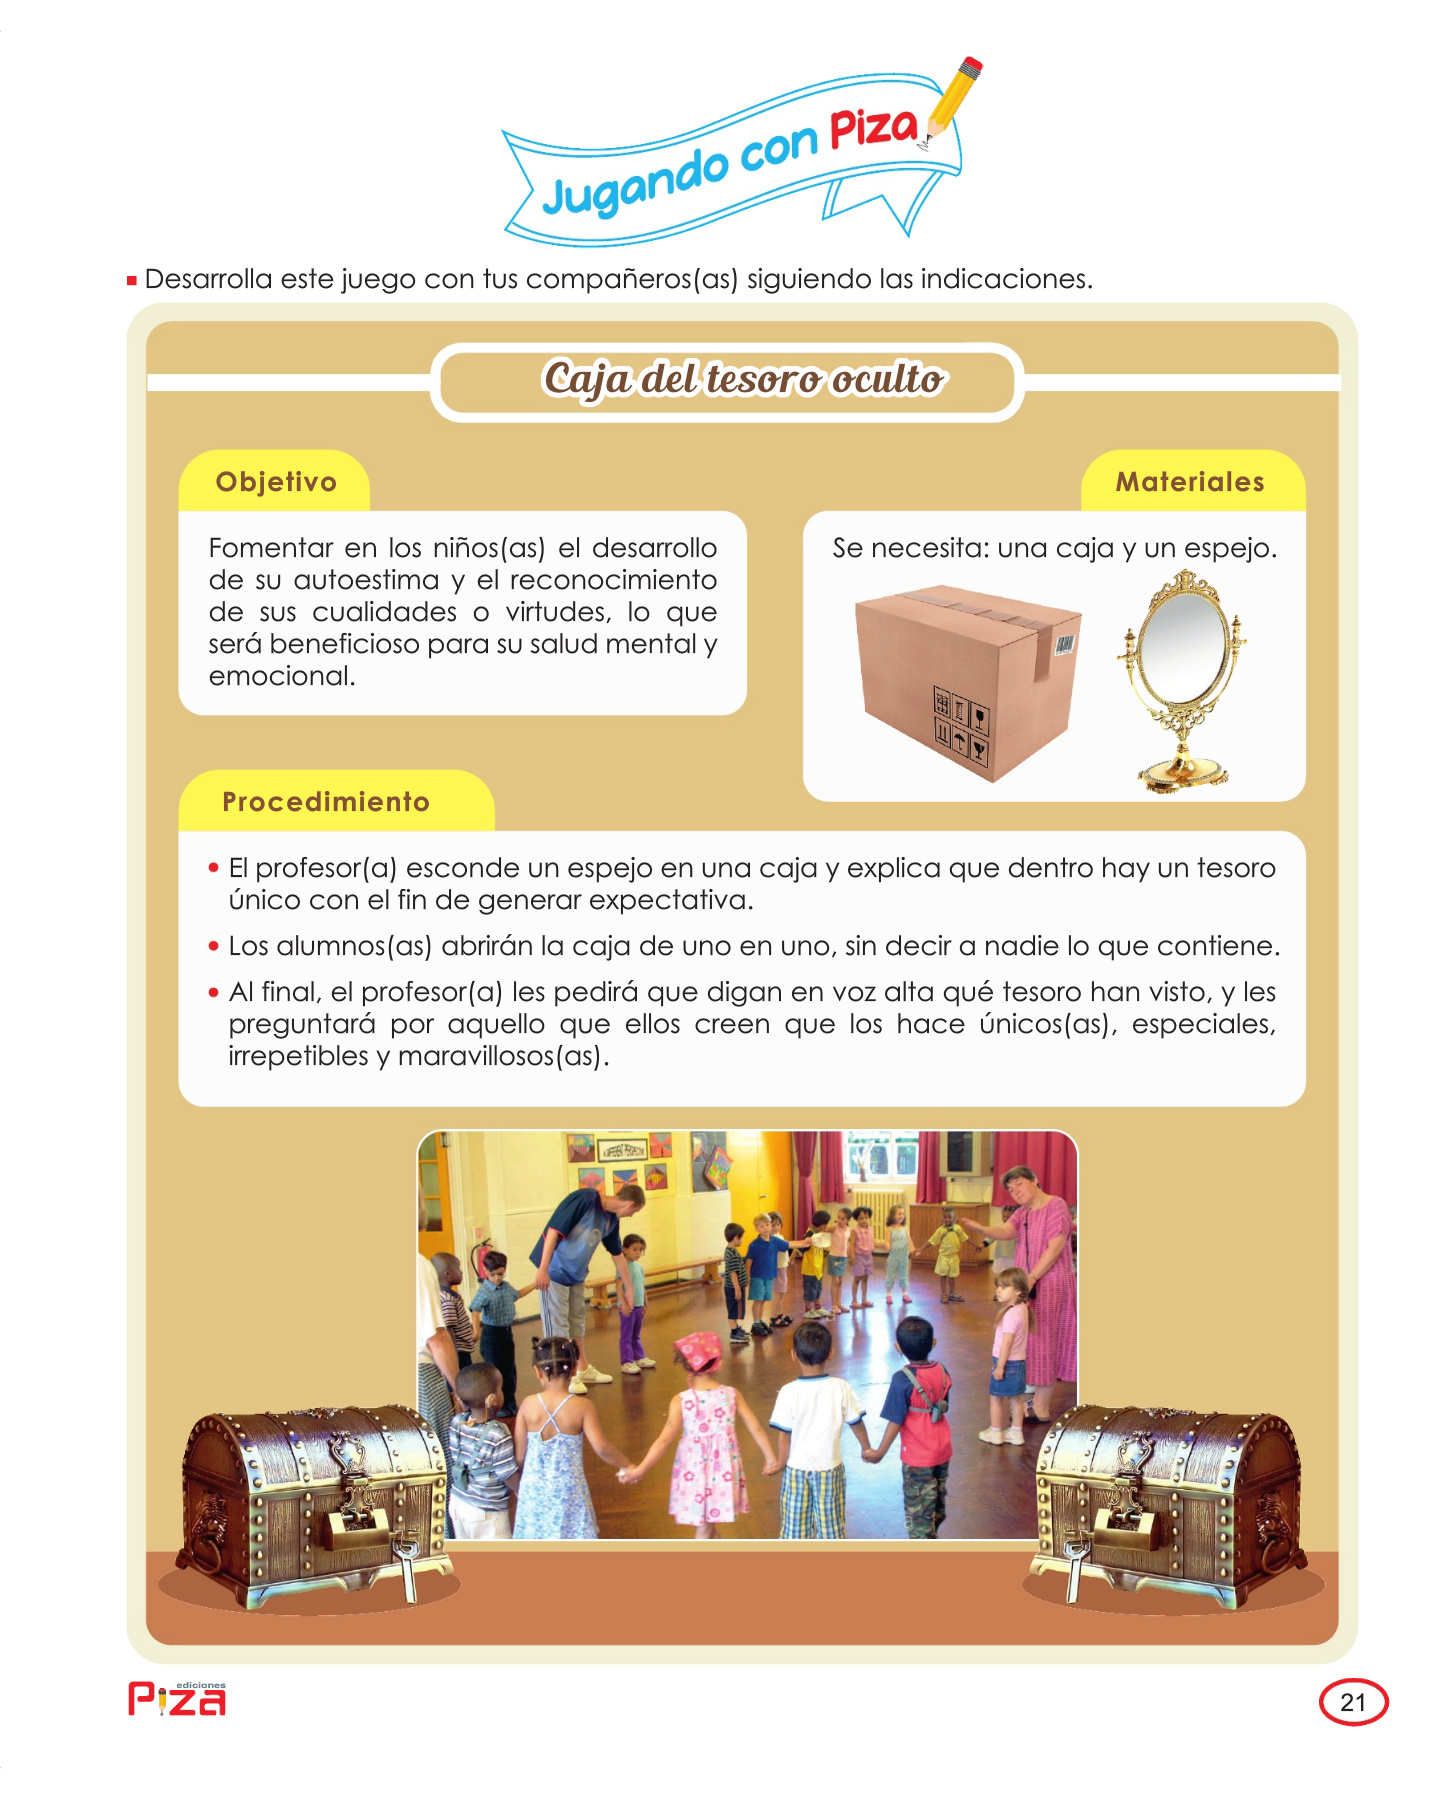 Jugando con Piza
Desarrolla este juego con tus compañeros(as) siguiendo las indicaciones.
Caja del tesoro oculto
Objetivo
Fomentar en los niños(as) el desarrollo
de su autoestima y el reconocimiento
de sus cualidades o virtudes, lo que
será beneficioso para su salud mental y
emocional.
Materiales
Se necesita: una caja y un espejo.
Procedimiento
• El profesor(a) esconde un espejo en una caja y explica que dentro hay un tesoro
único con el fin de generar expectativa.
• Los alumnos(as) abrirán la caja de uno en uno, sin decir a nadie lo que contiene.
• Al final, el profesor(a) les pedirá que digan en voz alta qué tesoro han visto, y les
preguntará por aquello que ellos creen que los hace únicos(as), especiales,
irrepetibles y maravillosos(as).
A DIFFERENT PERSPECTIVE
ediciones
Piza
21